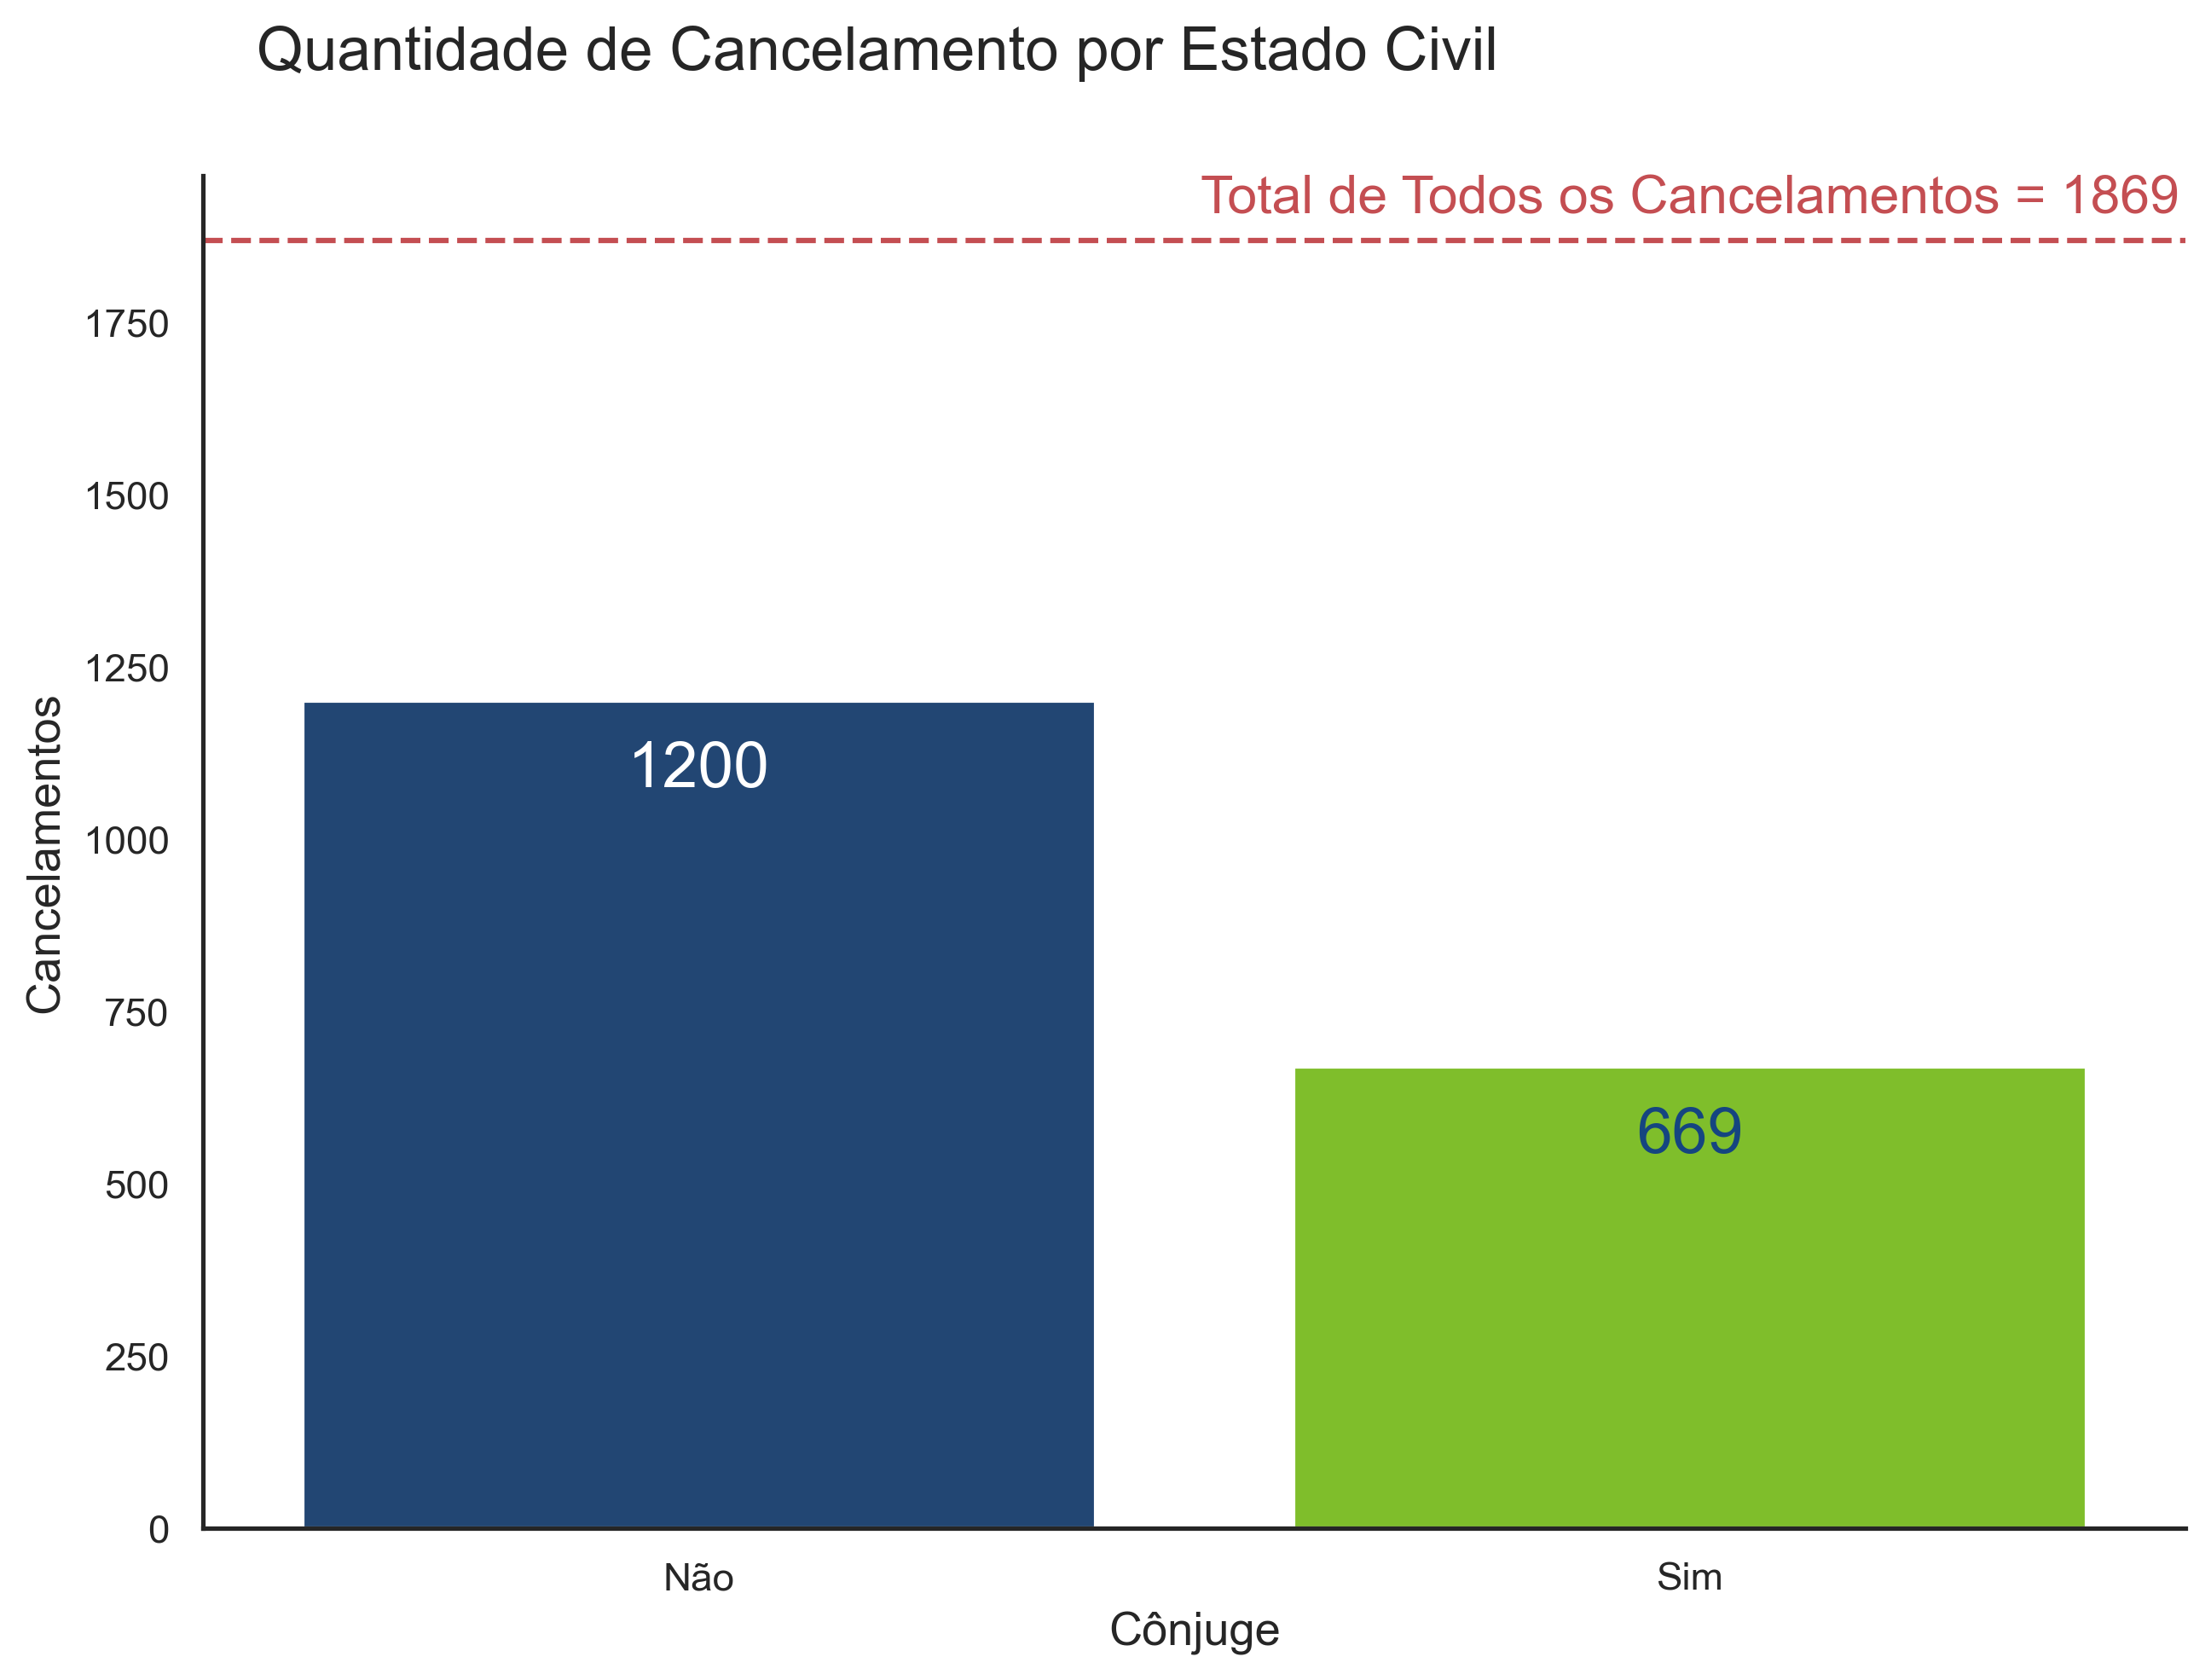 Quantidade de Cancelamento por Estado Civil
Total de Todos os Cancelamentos = 1869
1750
1500
1250
1000
750
500
250
0
Cancelamentos
1200
669
Não
Sim
Cônjuge